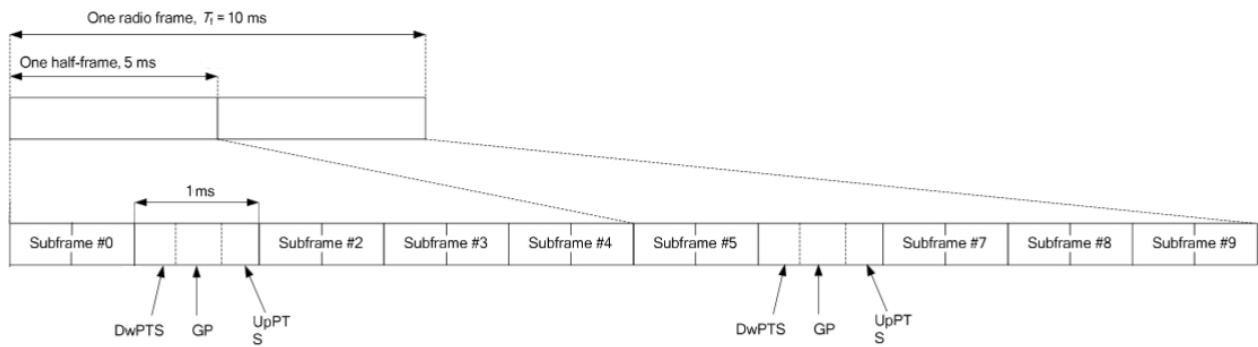 One radio frame, Tf = 10 ms
One half-frame, 5 ms
1 ms
Subframe #0
Subframe #2
Subframe #3
Subframe #4
Subframe #5
Subframe #7
Subframe #8
Subframe #9
DwPTS
GP
UpPT
S
DwPTS
GP
UpPT
S